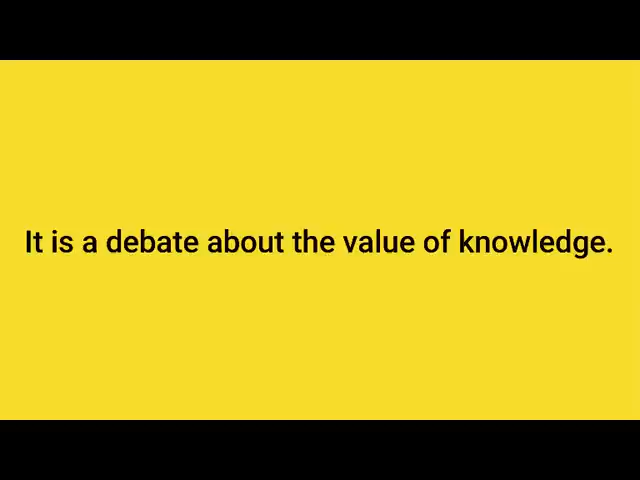 It is a debate about the value of knowledge.